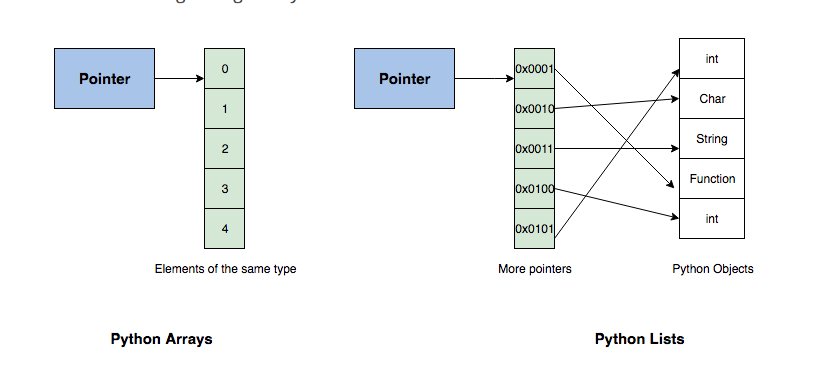 Pointer
0
1
2
3
4
Elements of the same type
Python Arrays
Pointer
0x0001
0x0010
0x0011
0x0100
0x0101
More pointers
int
Char
String
Function
int
Python Objects
Python Lists